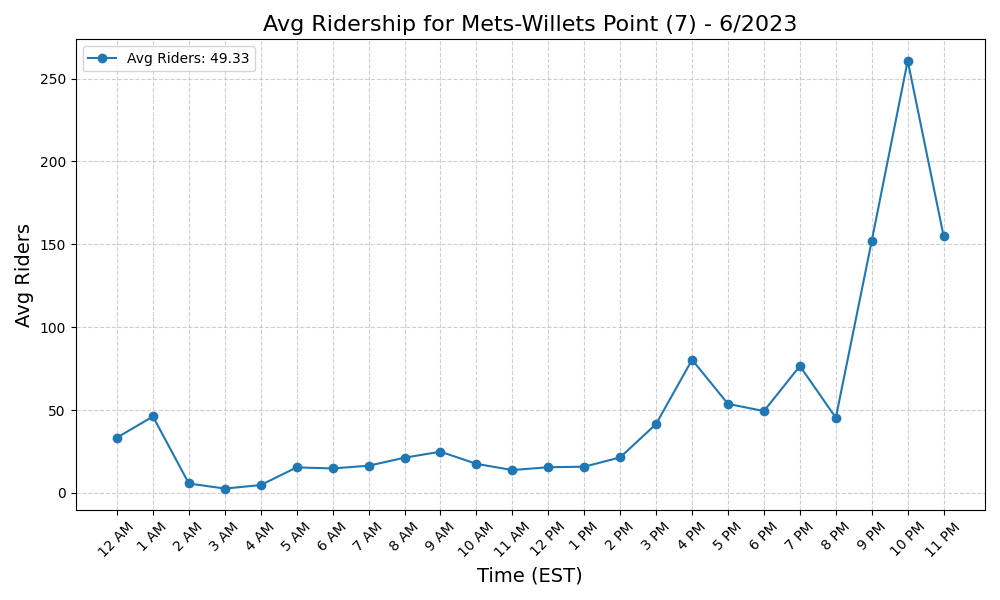 Avg Ridership for Mets-Willets Point (7) - 6/2023
Avg Riders: 49.33
Avg Riders
250
200
150
100
50
0
12 AM
1 AM
2 AM
3 AM
4 AM
5 AM
6 AM
7 AM
8 AM
9 AM
10 AM
11 AM
12 PM
1 PM
2 PM
3 PM
4 PM
5 PM
6 PM
7 PM
8 PM
9 PM
10 PM
11 PM
Time (EST)